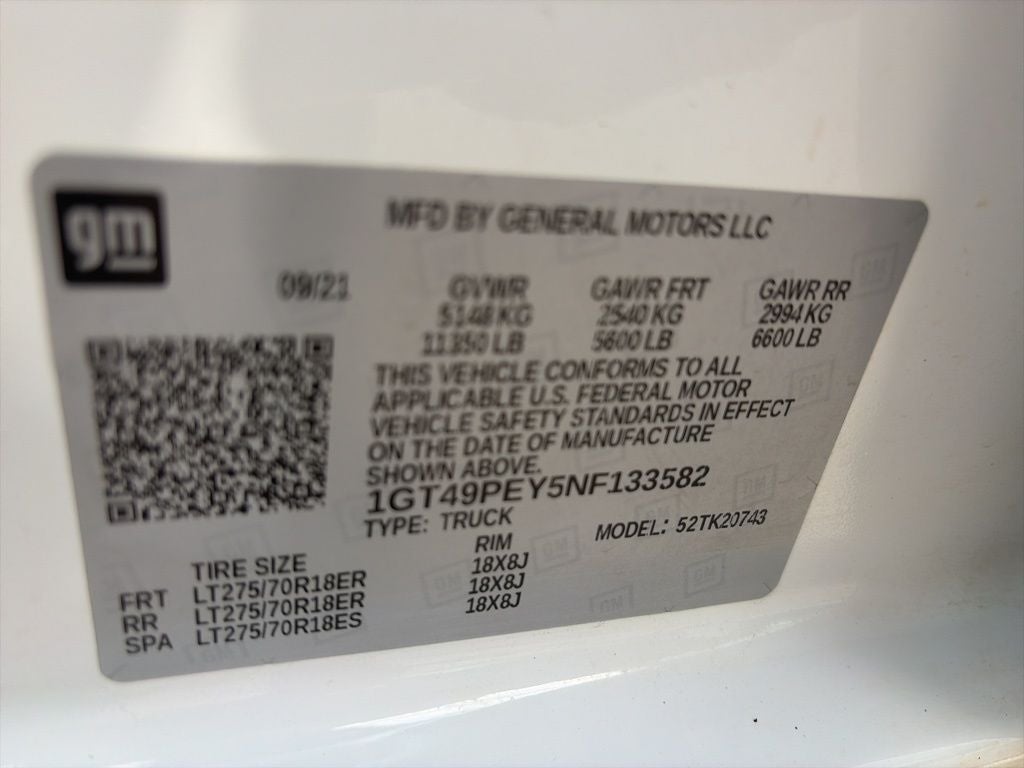 gm
MFD BY GENERAL MOTORS LLC
09/21 GVWR GAWR FRT GAWR RR
5148 KG 2540 KG 2994 KG
11350 LB 5600 LB 6600 LB
THIS VEHICLE CONFORMS TO ALL
APPLICABLE U.S. FEDERAL MOTOR
VEHICLE SAFETY STANDARDS IN EFFECT
ON THE DATE OF MANUFACTURE
SHOWN ABOVE.
1GT49PEY5NF133582
TYPE: TRUCK MODEL: 52TK20743
TIRE SIZE RIM
FRT LT275/70R18ER 18X8J
RR LT275/70R18ER 18X8J
SPA LT275/70R18ES 18X8J